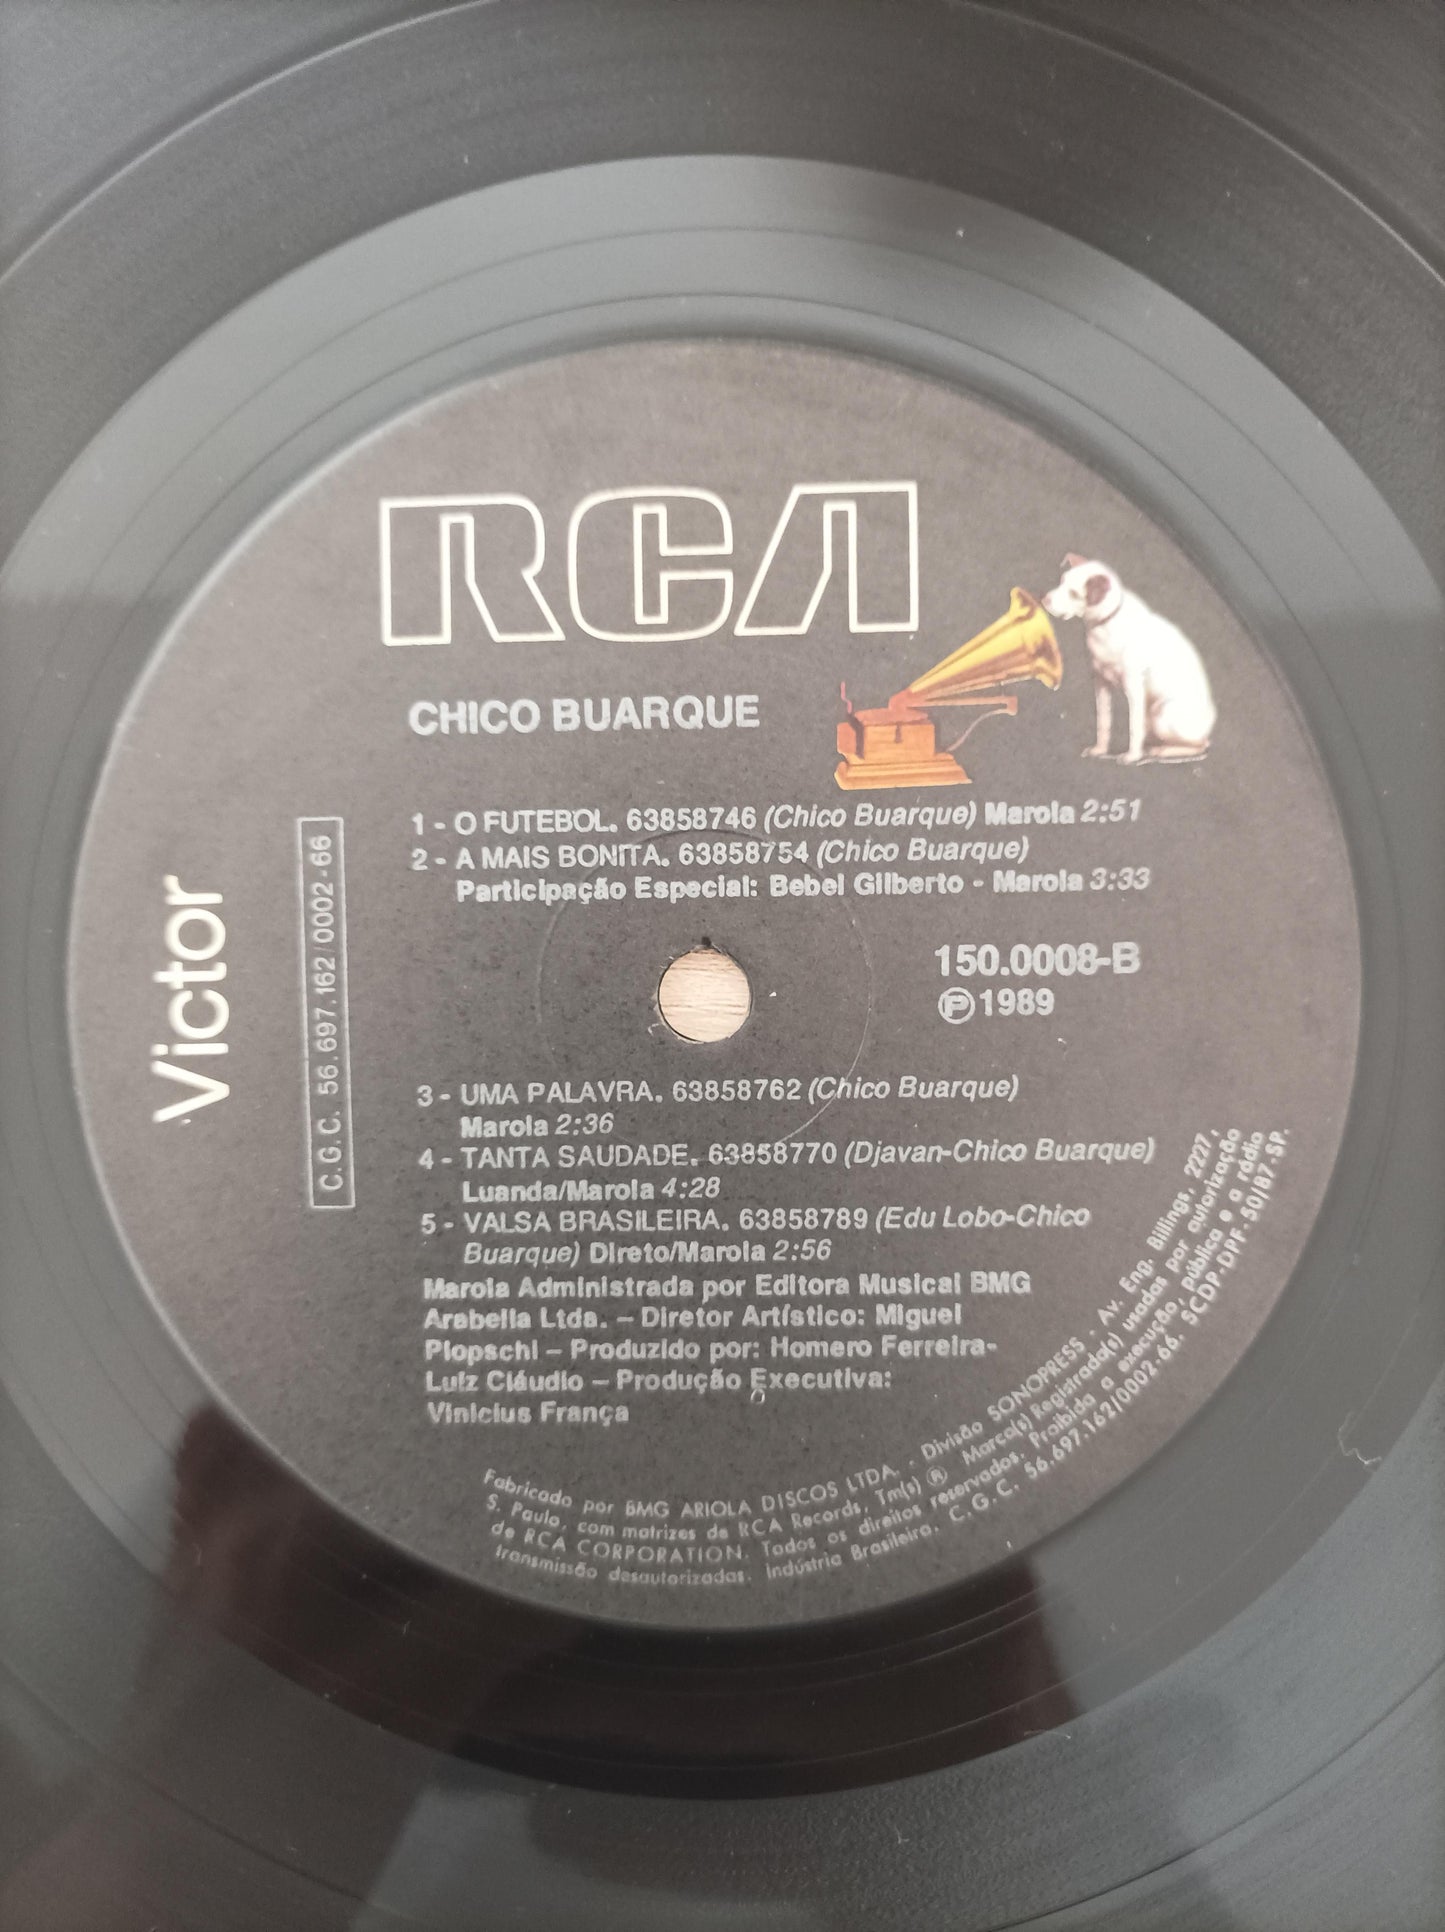 RCA
Victor
C.G.C. 56.697.162/0002-66
CHICO BUARQUE
1 - O FUTEBOL. 63858746 (Chico Buarque) Marola 2:51
2 - A MAIS BONITA. 63858754 (Chico Buarque)
Participação Especial: Bebel Gilberto - Marola 3:33
150.0008-B
Ⓟ 1989
3 - UMA PALAVRA. 63858762 (Chico Buarque)
Marola 2:36
4 - TANTA SAUDADE. 63858770 (Djavan-Chico Buarque)
Luanda/Marola 4:28
5 - VALSA BRASILEIRA. 63858789 (Edu Lobo-Chico
Buarque) Direto/Marola 2:56
Marola Administrada por Editora Musical BMG
Arabella Ltda. – Diretor Artístico: Miguel
Plopschi – Produzido por: Homero Ferreira-
Luiz Cláudio – Produção Executiva:
Vinicius França
Fabricado por BMG ARIOLA DISCOS LTDA. . Divisão SONOPRESS . Av. Eng. Billings, 2227,
S. Paulo, com matrizes de RCA Records, Tm(s) ® Marca(s) Registrada(s) usadas por autorização
de RCA CORPORATION. Todos os direitos reservados. Proibida a execução, pública e a rádio
transmissão desautorizadas. Indústria Brasileira. C.G.C. 56.697.162/0002-66. SCDP-DPF-50/87-SP.